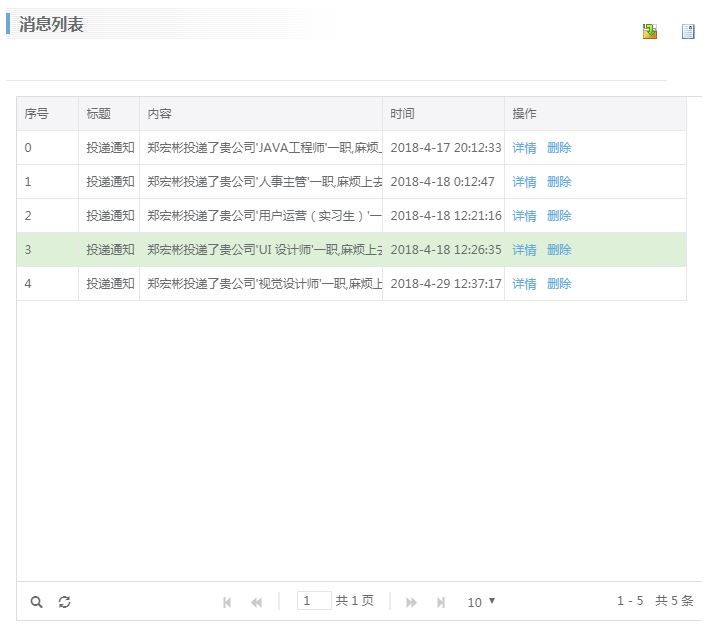 消息列表
序号 标题 内容 时间 操作
0 投递通知 郑宏彬投递了贵公司'JAVA工程师'一职,麻烦 2018-4-17 20:12:33 详情 删除
1 投递通知 郑宏彬投递了贵公司'人事主管'一职,麻烦上去 2018-4-18 0:12:47 详情 删除
2 投递通知 郑宏彬投递了贵公司'用户运营（实习生）'一 2018-4-18 12:21:16 详情 删除
3 投递通知 郑宏彬投递了贵公司'UI 设计师'一职,麻烦上去 2018-4-18 12:26:35 详情 删除
4 投递通知 郑宏彬投递了贵公司'视觉设计师'一职,麻烦上 2018-4-29 12:37:17 详情 删除
1 共 1 页 10 1 - 5 共 5 条